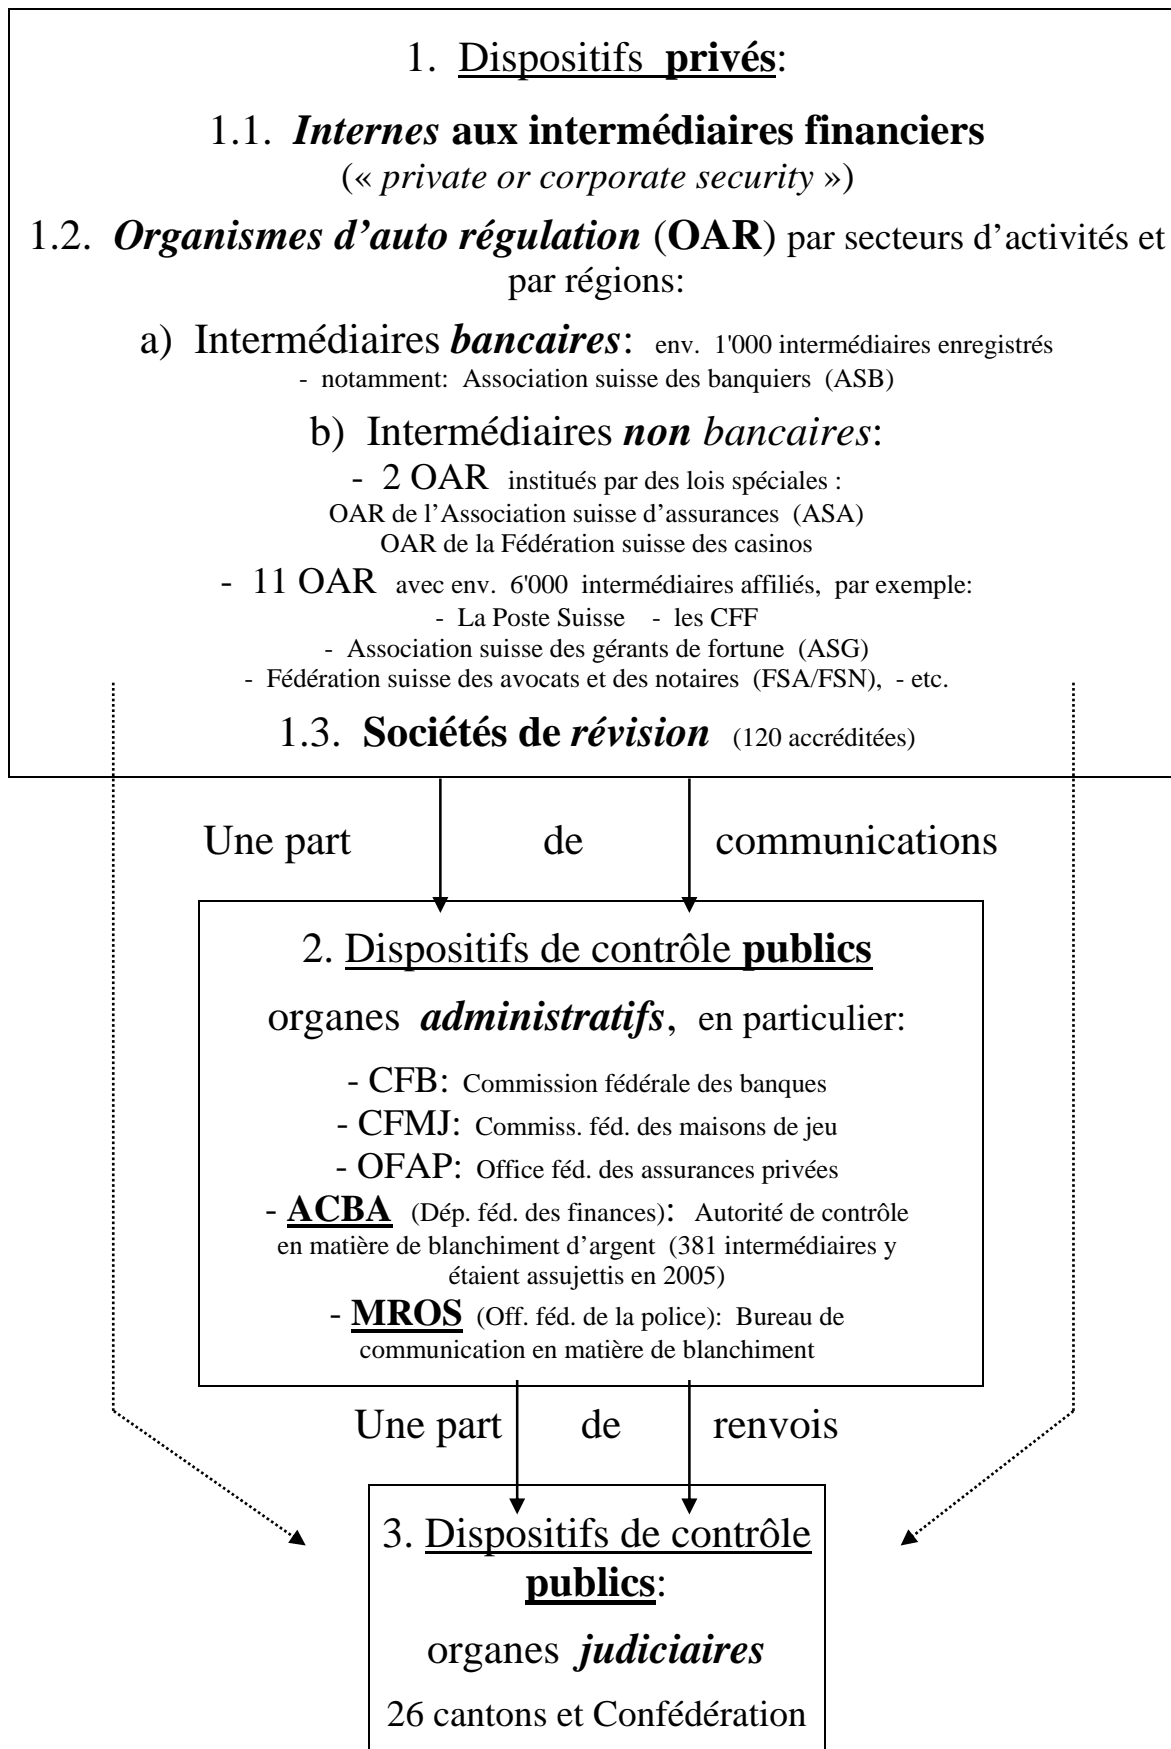 1. Dispositifs privés:
1.1. Internes aux intermédiaires financiers
(« private or corporate security »)
1.2. Organismes d’auto régulation (OAR) par secteurs d’activités et
par régions:
a) Intermédiaires bancaires: env. 1'000 intermédiaires enregistrés
- notamment: Association suisse des banquiers (ASB)
b) Intermédiaires non bancaires:
- 2 OAR institués par des lois spéciales :
OAR de l’Association suisse d’assurances (ASA)
OAR de la Fédération suisse des casinos
- 11 OAR avec env. 6'000 intermédiaires affiliés, par exemple:
- La Poste Suisse - les CFF
- Association suisse des gérants de fortune (ASG)
- Fédération suisse des avocats et des notaires (FSA/FSN), - etc.
1.3. Sociétés de révision (120 accréditées)
Une part de communications
2. Dispositifs de contrôle publics
organes administratifs, en particulier:
- CFB: Commission fédérale des banques
- CFMJ: Commiss. féd. des maisons de jeu
- OFAP: Office féd. des assurances privées
- ACBA (Dép. féd. des finances): Autorité de contrôle
en matière de blanchiment d’argent (381 intermédiaires y
étaient assujettis en 2005)
- MROS (Off. féd. de la police): Bureau de
communication en matière de blanchiment
Une part de renvois
3. Dispositifs de contrôle
publics:
organes judiciaires
26 cantons et Confédération